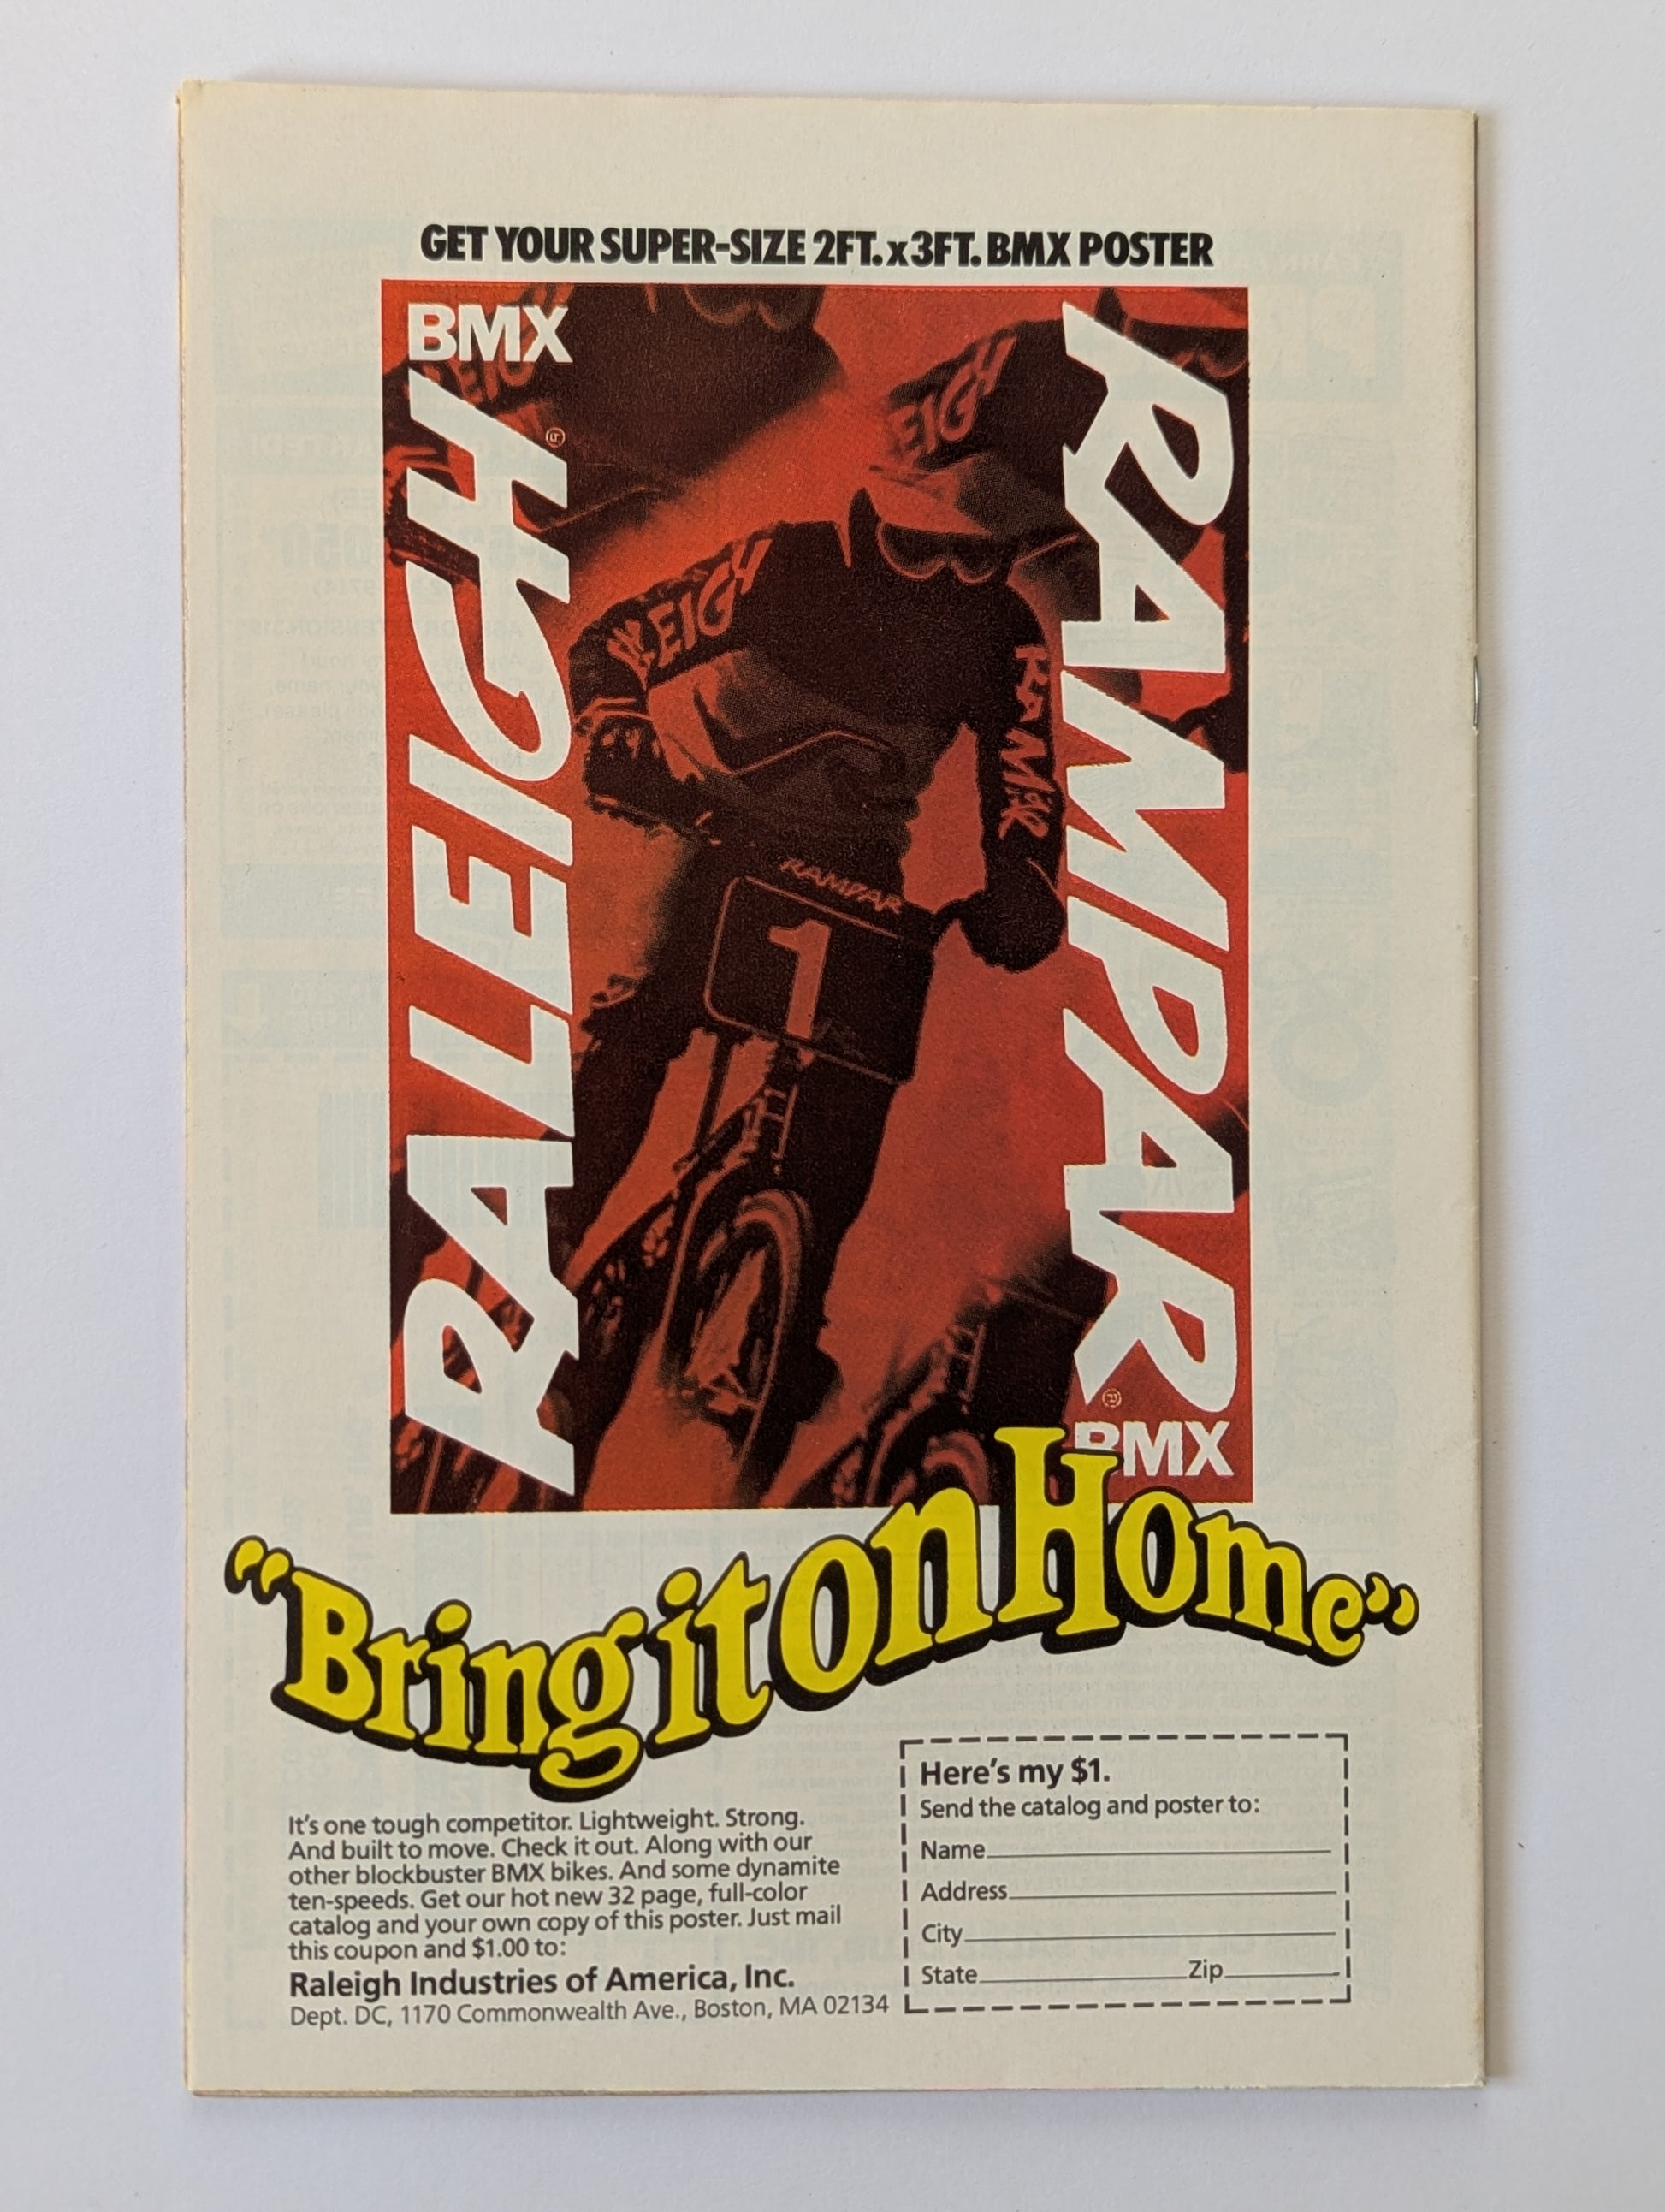 GET YOUR SUPER-SIZE 2FT. x 3FT. BMX POSTER
BMX
RALEIGH®
RAMPAR®
BMX
EIGH
EIGH
RALEIGH
RAMPAR
RAMPAR
1
“Bring it on Home”
It's one tough competitor. Lightweight. Strong.
And built to move. Check it out. Along with our
other blockbuster BMX bikes. And some dynamite
ten-speeds. Get our hot new 32 page, full-color
catalog and your own copy of this poster. Just mail
this coupon and $1.00 to:
Raleigh Industries of America, Inc.
Dept. DC, 1170 Commonwealth Ave., Boston, MA 02134
Here's my $1.
Send the catalog and poster to:
Name
Address
City
State Zip